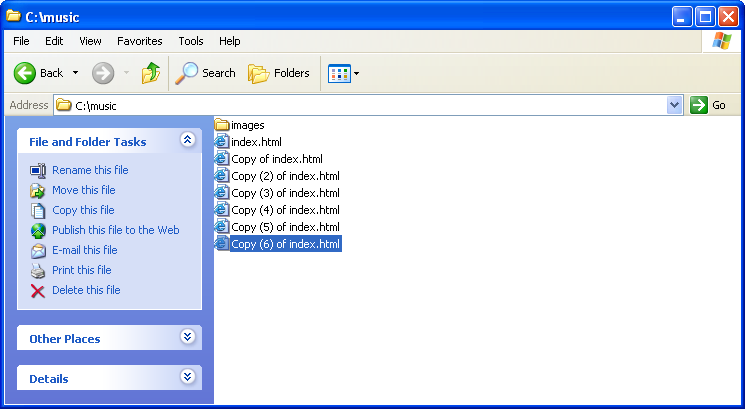 C:\music
File Edit View Favorites Tools Help
Back Search Folders
Address C:\music Go
File and Folder Tasks
Rename this file
Move this file
Copy this file
Publish this file to the Web
E-mail this file
Print this file
Delete this file
Other Places
Details
images
index.html
Copy of index.html
Copy (2) of index.html
Copy (3) of index.html
Copy (4) of index.html
Copy (5) of index.html
Copy (6) of index.html